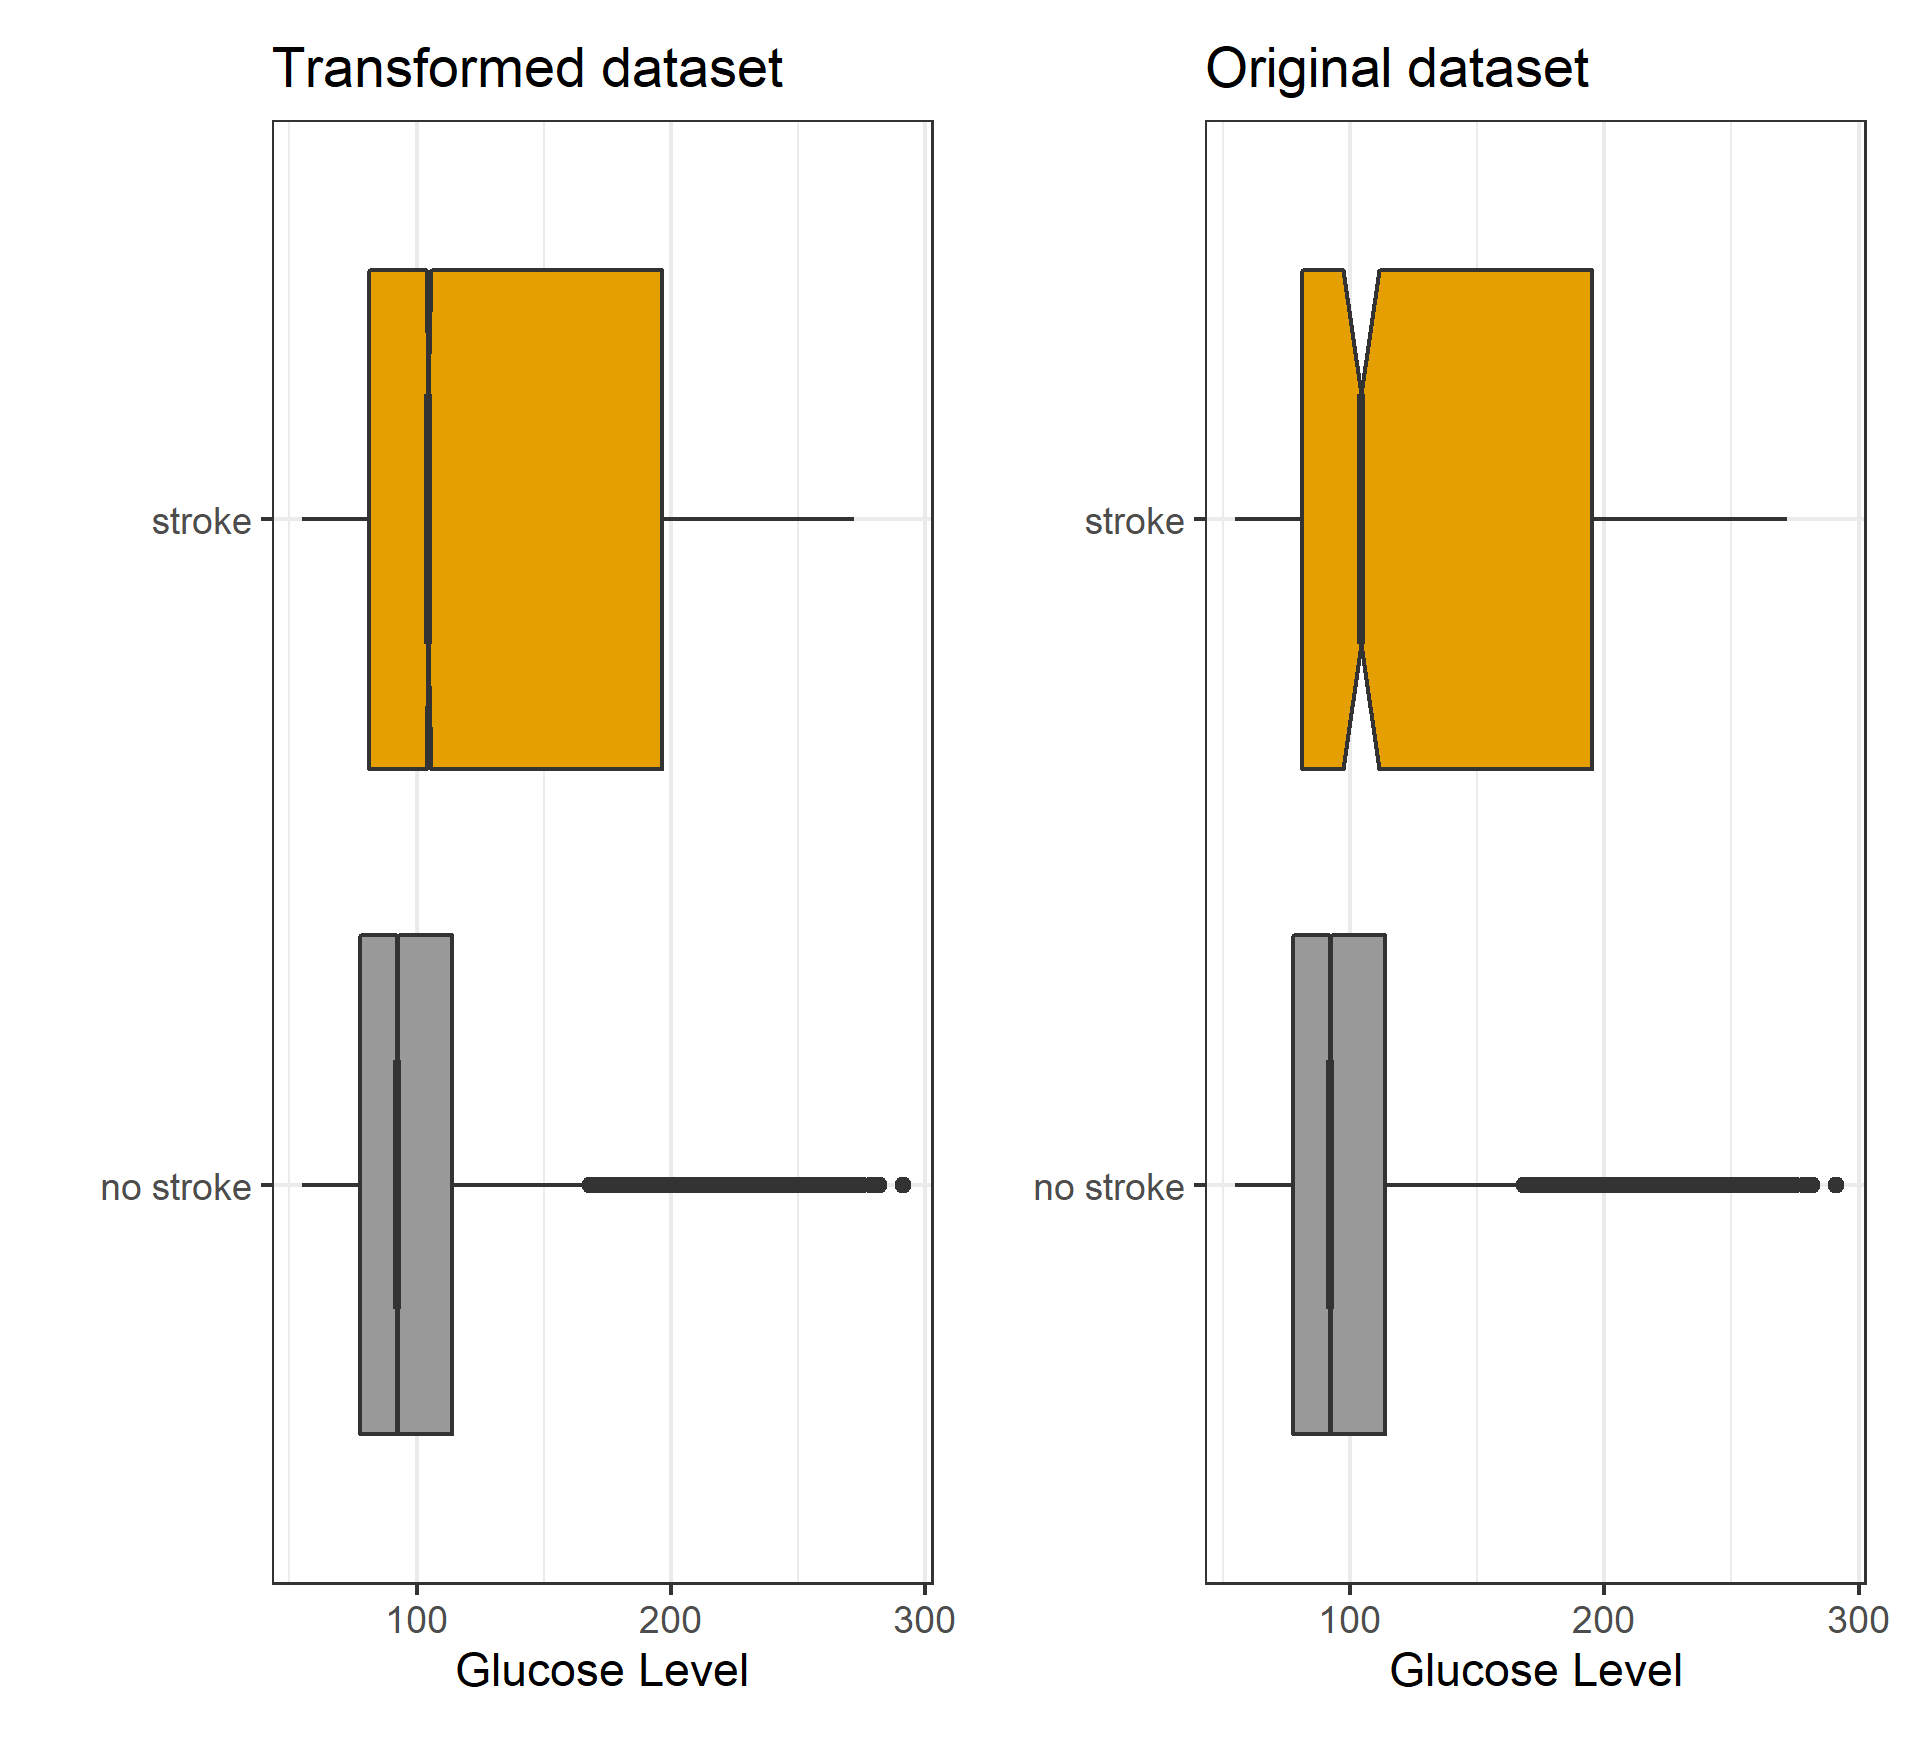 Transformed dataset
stroke
no stroke
100 200 300
Glucose Level
Original dataset
stroke
no stroke
100 200 300
Glucose Level